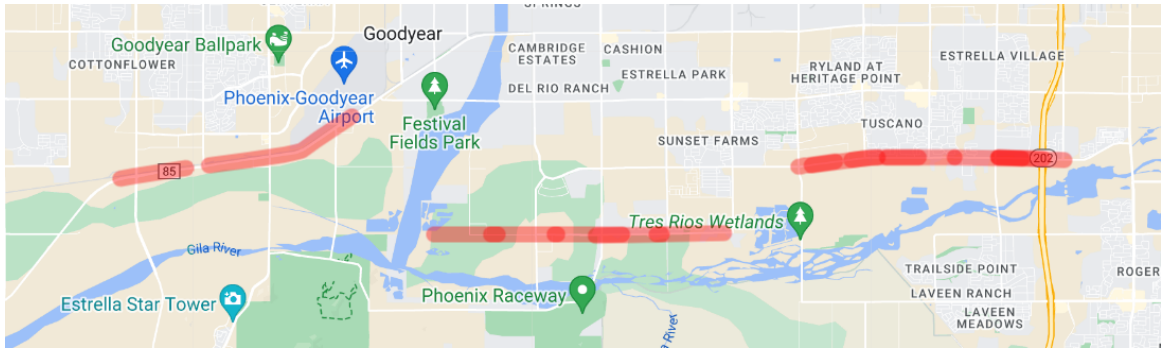 SPRINGS
Goodyear
Goodyear Ballpark
COTTONFLOWER
CAMBRIDGE
ESTATES
CASHION
ESTRELLA VILLAGE
RYLAND AT
HERITAGE POINT
ESTRELLA PARK
DEL RIO RANCH
Phoenix-Goodyear
Airport
Festival
Fields Park
TUSCANO
SUNSET FARMS
85
202
Tres Rios Wetlands
Gila River
TRAILSIDE POINT
ROGER
LAVEEN RANCH
LAVEEN
MEADOWS
Phoenix Raceway
Estrella Star Tower
a River